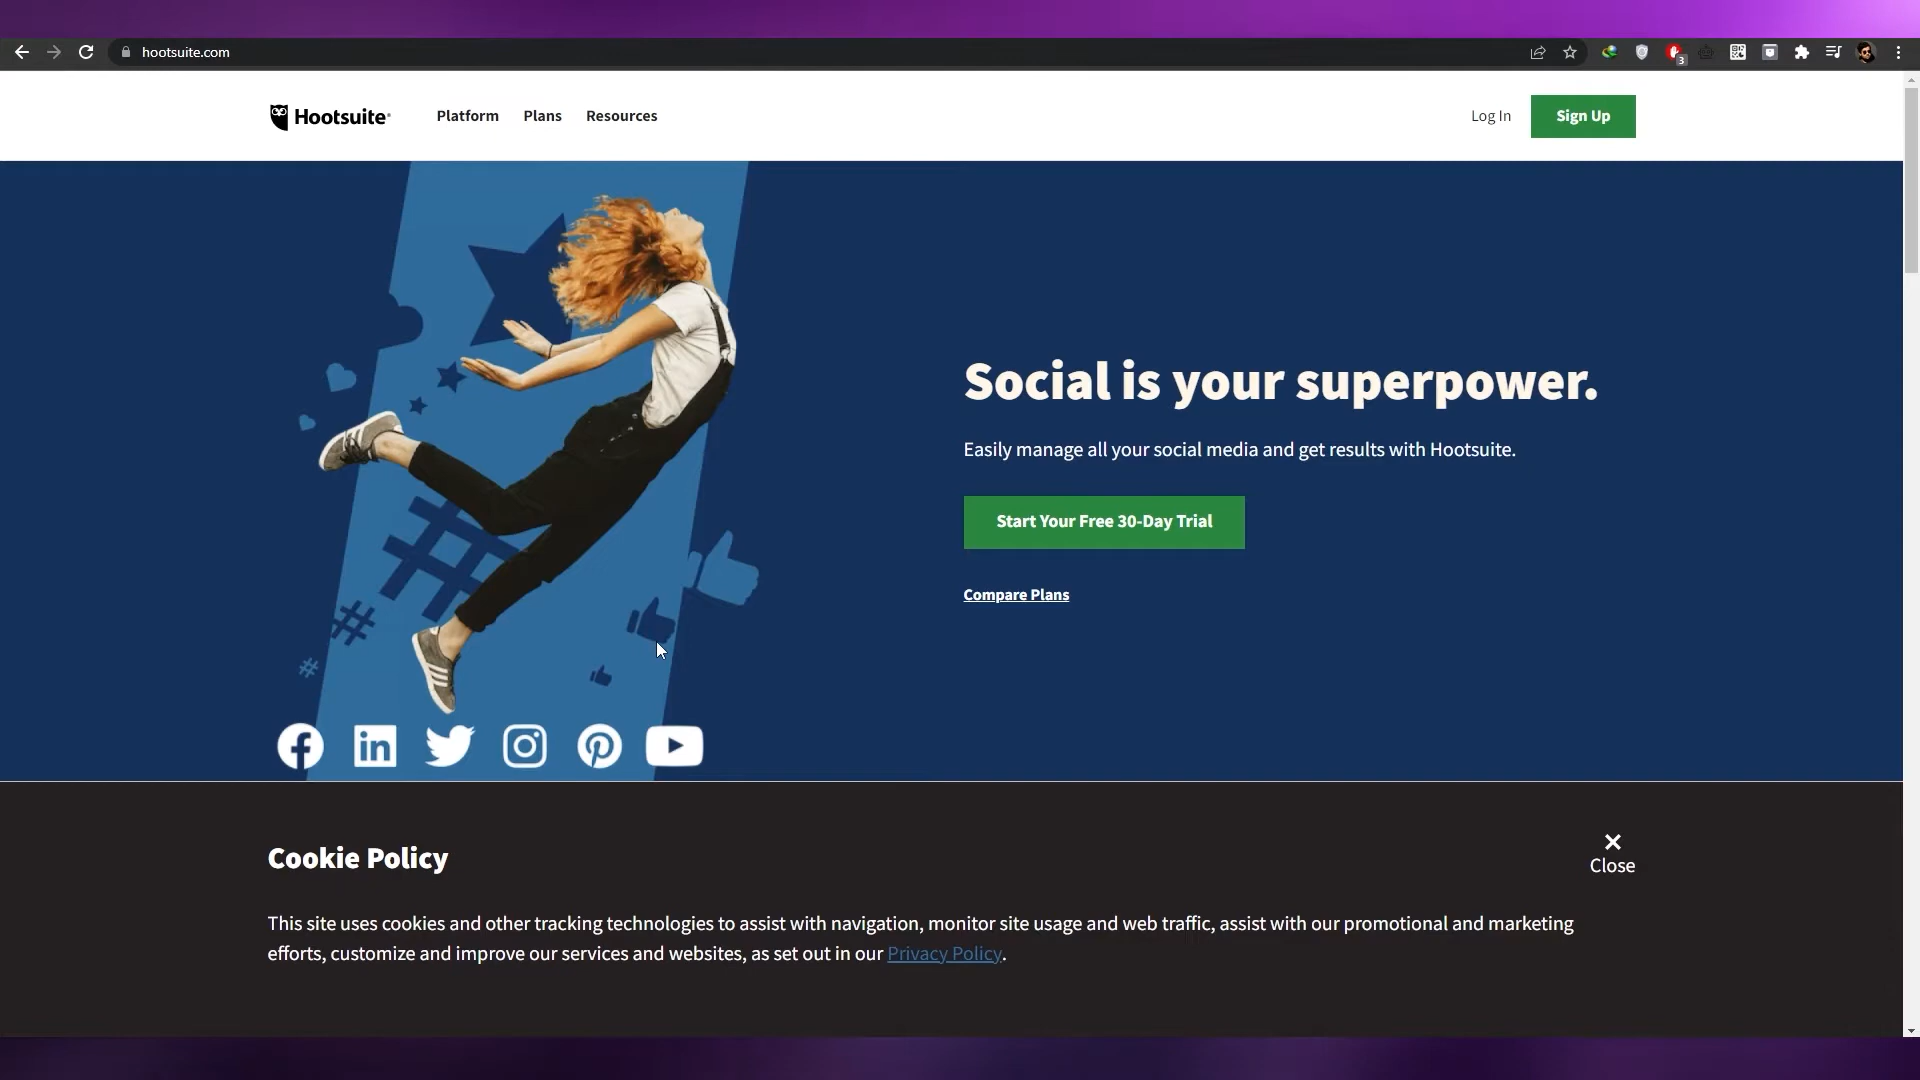 hootsuite.com
3
Hootsuite®
Platform
Plans
Resources
Log In
Sign Up
Social is your superpower.
Easily manage all your social media and get results with Hootsuite.
Start Your Free 30-Day Trial
Compare Plans
Cookie Policy
Close
This site uses cookies and other tracking technologies to assist with navigation, monitor site usage and web traffic, assist with our promotional and marketing
efforts, customize and improve our services and websites, as set out in our Privacy Policy.